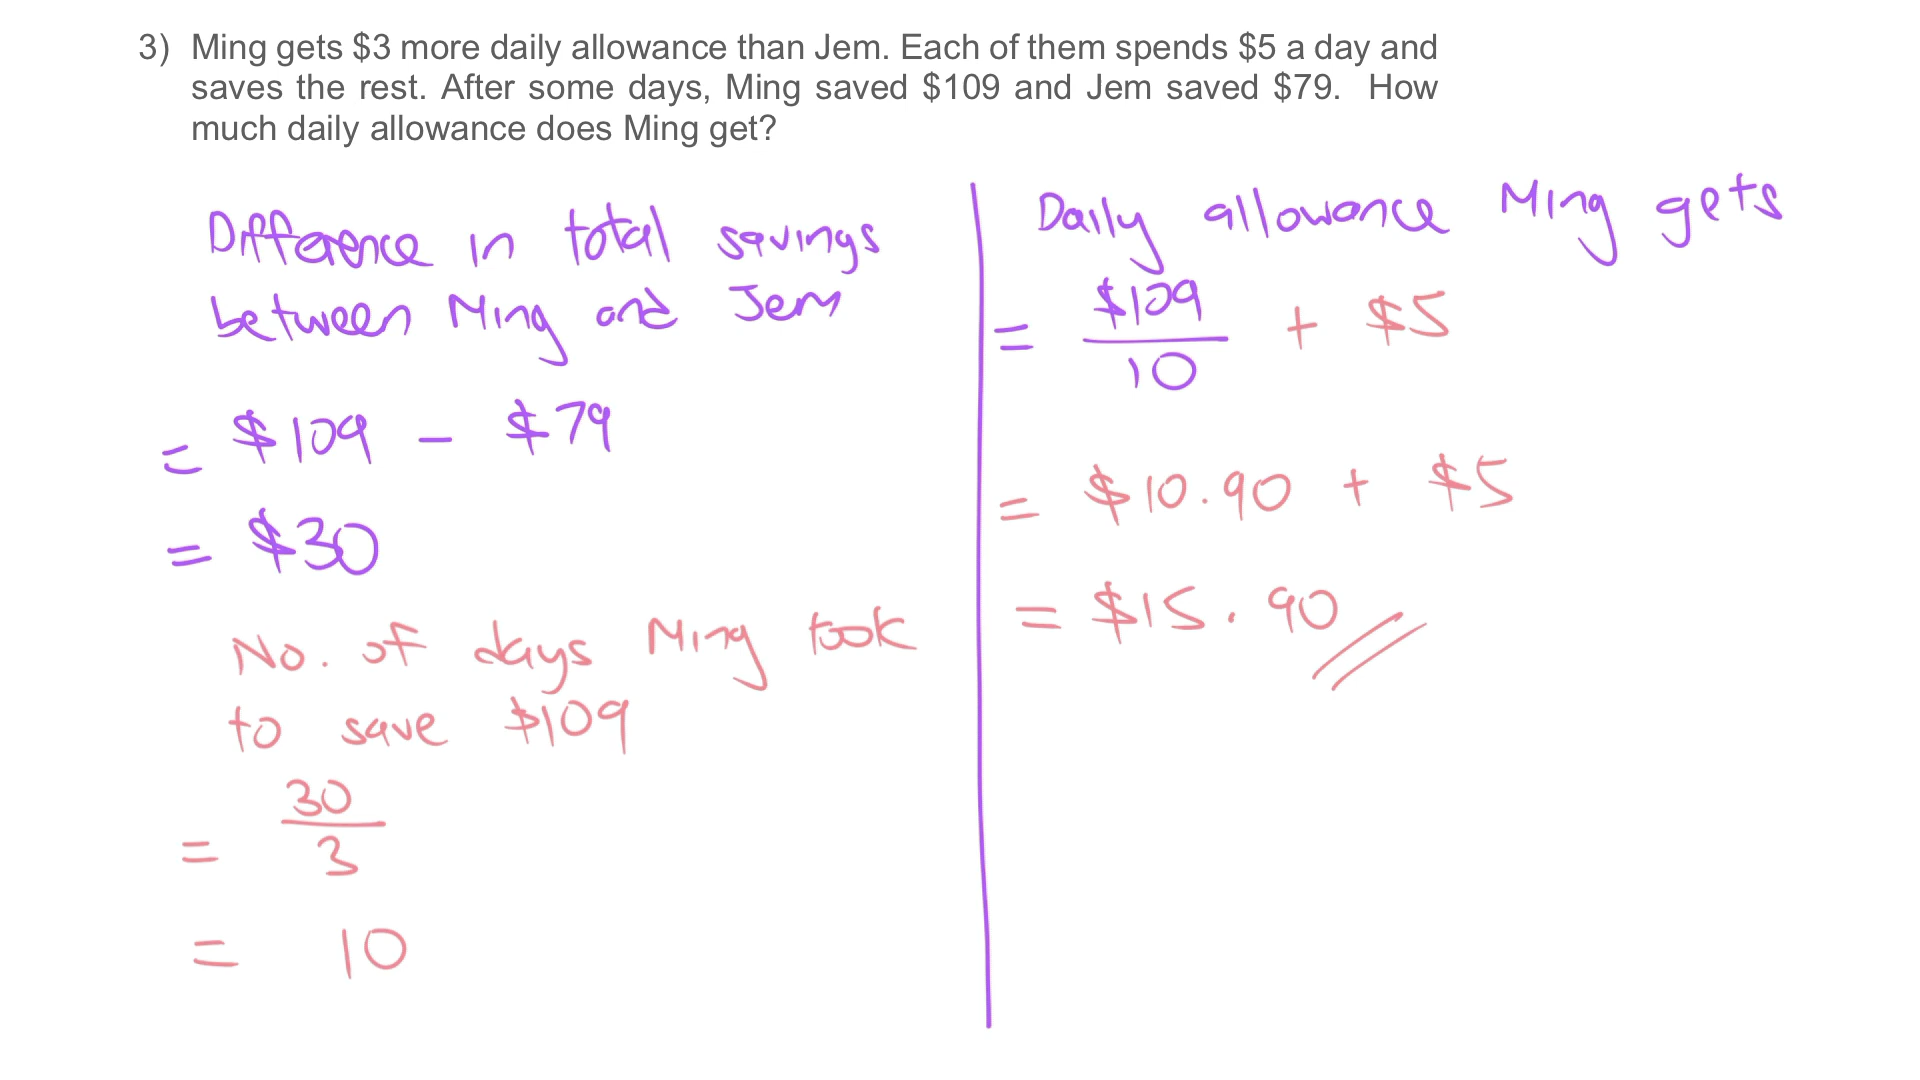 3) Ming gets $3 more daily allowance than Jem. Each of them spends $5 a day and
saves the rest. After some days, Ming saved $109 and Jem saved $79. How
much daily allowance does Ming get?
Difference in total savings
between Ming and Jem
= $109 - $79
= $30
No. of days Ming took
to save $109
= 30/3
= 10
Daily allowance Ming gets
= $109/10 + $5
= $10.90 + $5
= $15.90